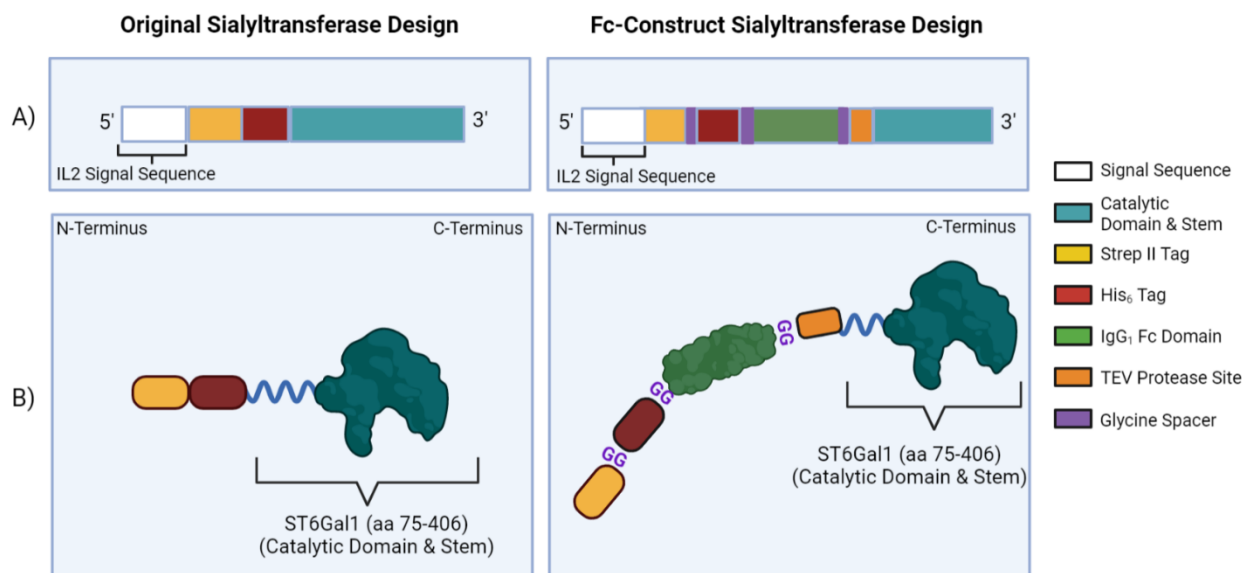 Original Sialyltransferase Design
Fc-Construct Sialyltransferase Design
A)
5'
3'
IL2 Signal Sequence
5'
3'
IL2 Signal Sequence
Signal Sequence
Catalytic
Domain & Stem
Strep II Tag
His₆ Tag
IgG₁ Fc Domain
TEV Protease Site
Glycine Spacer
B)
N-Terminus
C-Terminus
ST6Gal1 (aa 75-406)
(Catalytic Domain & Stem)
N-Terminus
C-Terminus
GG
GG
GG
ST6Gal1 (aa 75-406)
(Catalytic Domain & Stem)